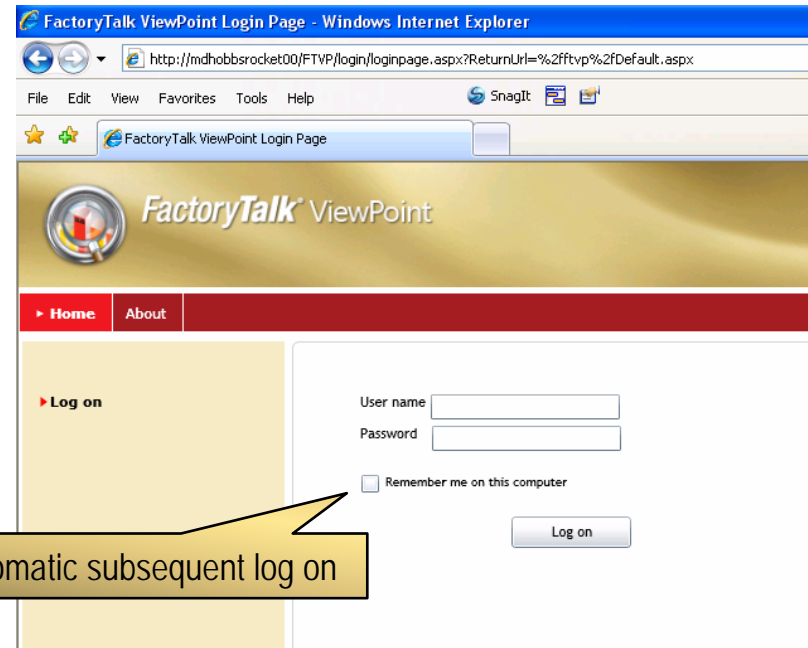 FactoryTalk ViewPoint Login Page - Windows Internet Explorer
http://mdhobbsrocket00/FTVP/login/loginpage.aspx?ReturnUrl=%2fftvp%2fDefault.aspx
File Edit View Favorites Tools Help SnagIt
FactoryTalk ViewPoint Login Page
FactoryTalk ViewPoint
Home About
Log on
User name
Password
Remember me on this computer
Log on
subsequent log on